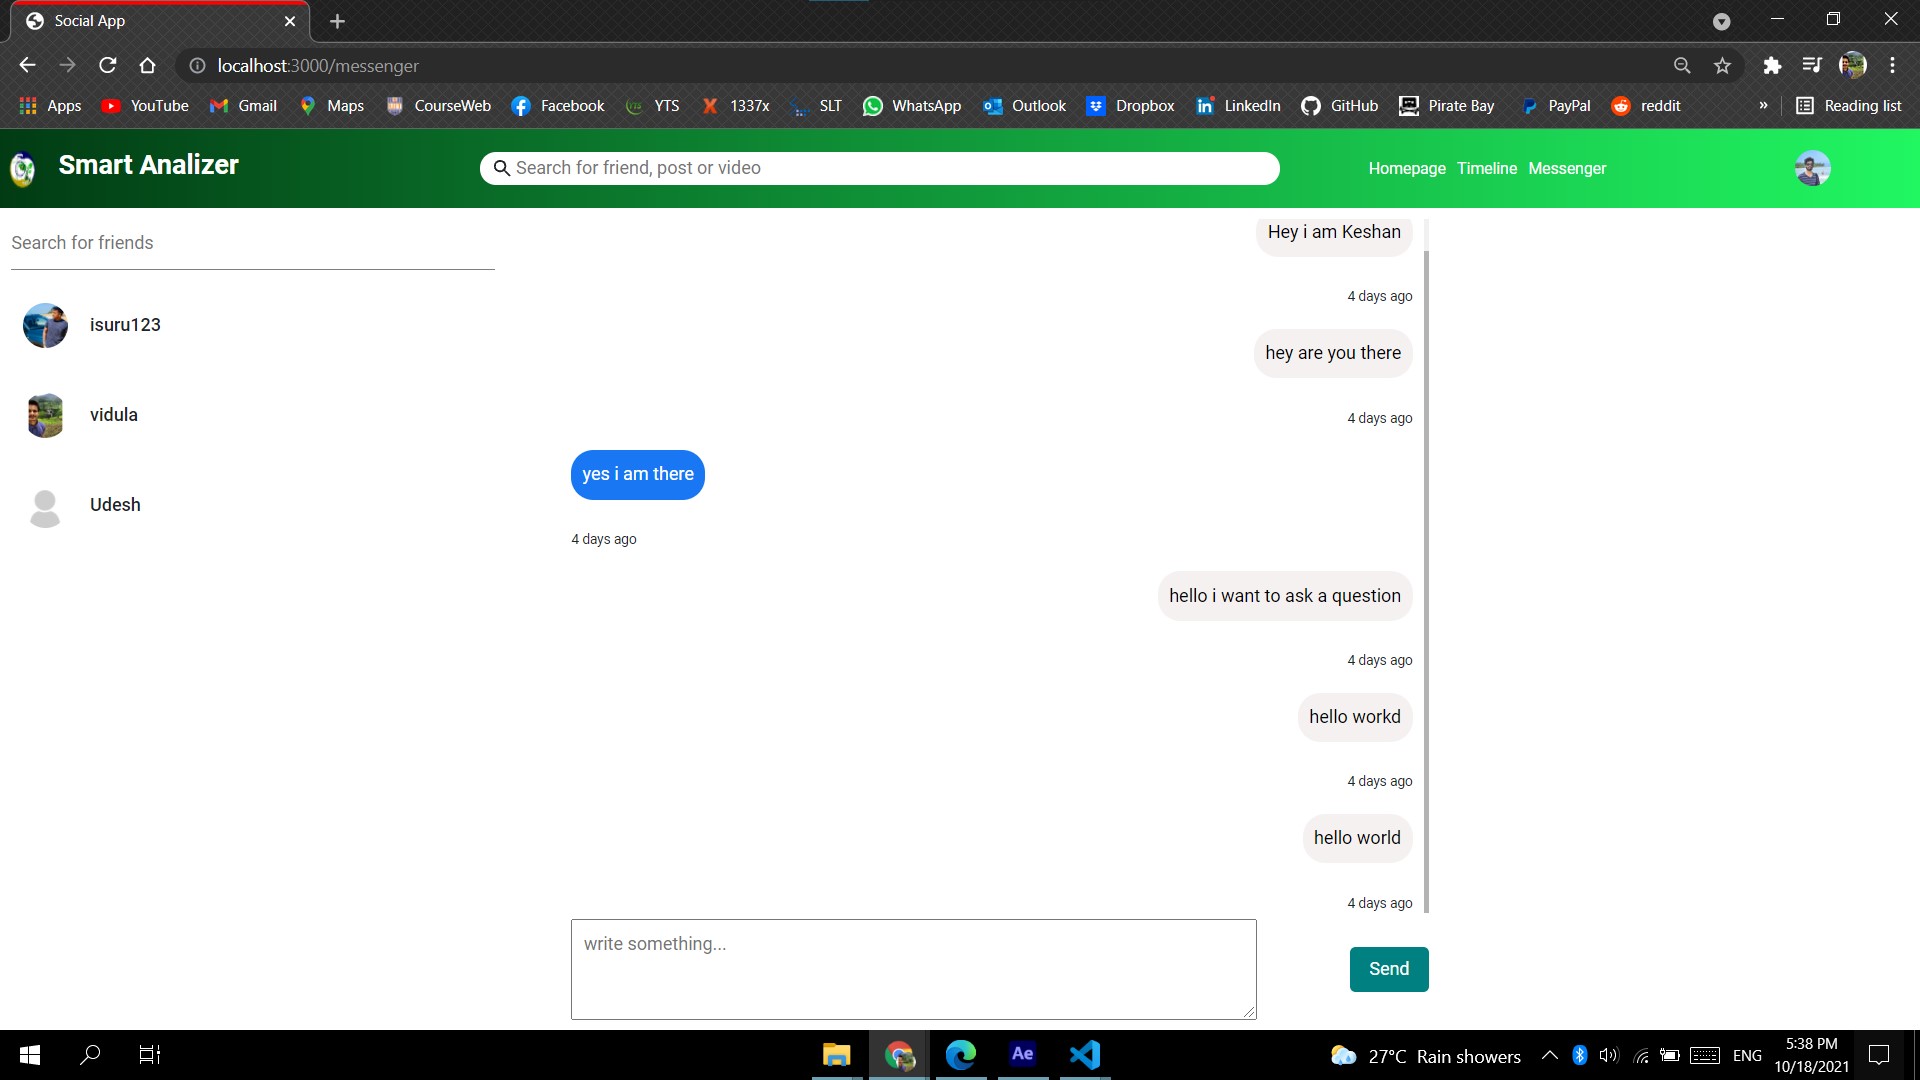 Social App
localhost:3000/messenger
Apps YouTube Gmail Maps CourseWeb Facebook YTS 1337x SLT WhatsApp Outlook Dropbox LinkedIn GitHub Pirate Bay PayPal reddit » Reading list
Smart Analizer
Search for friend, post or video
Homepage Timeline Messenger
Search for friends
isuru123
vidula
Udesh
Hey i am Keshan
4 days ago
hey are you there
4 days ago
yes i am there
4 days ago
hello i want to ask a question
4 days ago
hello workd
4 days ago
hello world
4 days ago
write something...
Send
Ae
27°C Rain showers
ENG
5:38 PM
10/18/2021